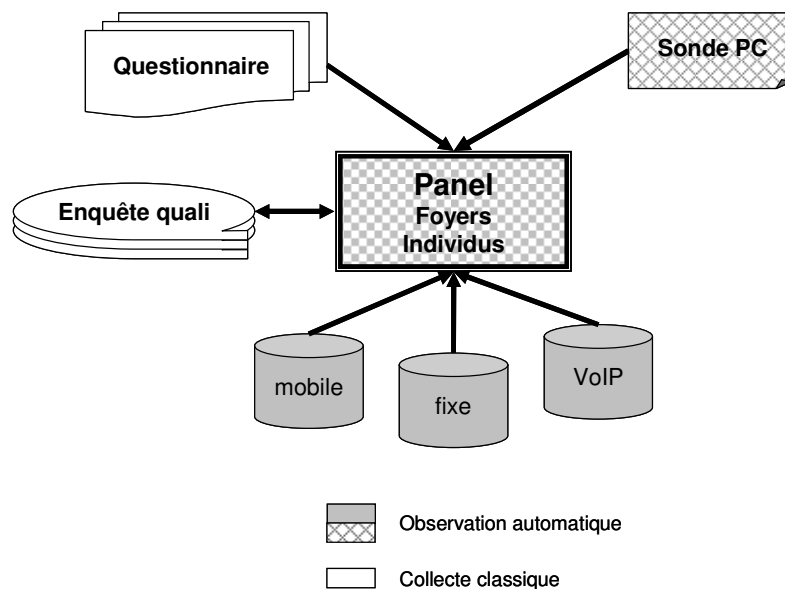 Questionnaire
Sonde PC
Panel
Foyers
Individus
Enquête quali
mobile
fixe
VoIP
Observation automatique
Collecte classique